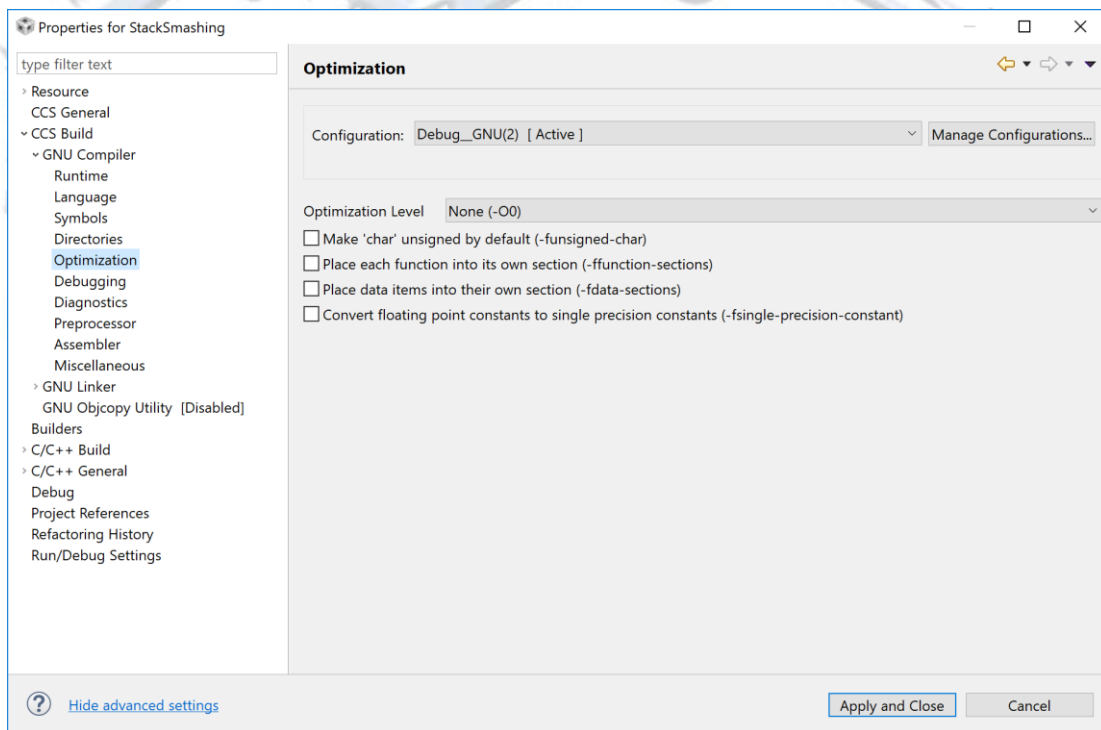 Properties for StackSmashing
type filter text
Resource
CCS General
CCS Build
GNU Compiler
Runtime
Language
Symbols
Directories
Optimization
Debugging
Diagnostics
Preprocessor
Assembler
Miscellaneous
GNU Linker
GNU Objcopy Utility [Disabled]
Builders
C/C++ Build
C/C++ General
Debug
Project References
Refactoring History
Run/Debug Settings
Optimization
Configuration: Debug__GNU(2) [ Active ] Manage Configurations...
Optimization Level None (-O0)
Make 'char' unsigned by default (-funsigned-char)
Place each function into its own section (-ffunction-sections)
Place data items into their own section (-fdata-sections)
Convert floating point constants to single precision constants (-fsingle-precision-constant)
? Hide advanced settings Apply and Close Cancel